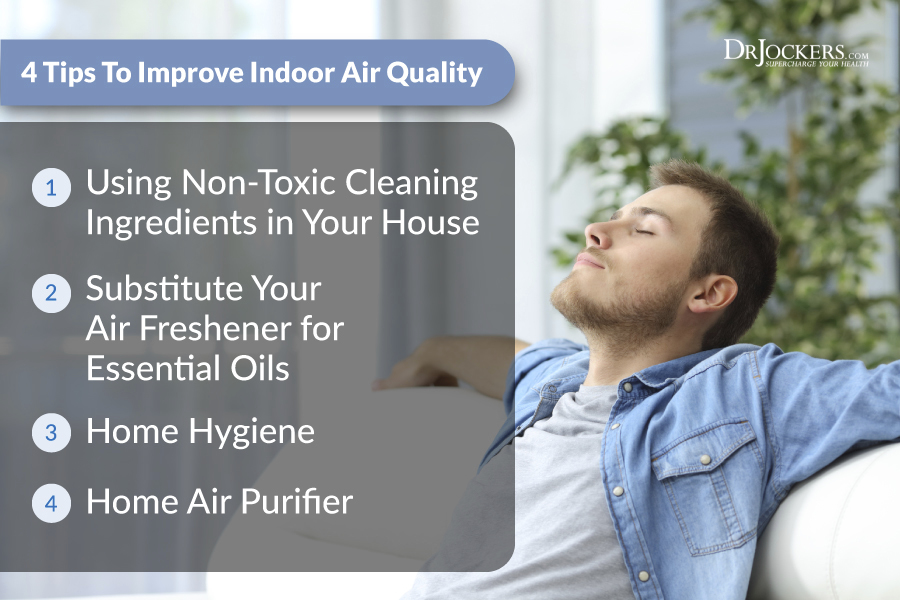 4 Tips To Improve Indoor Air Quality
DRJOCKERS.COM
SUPERCHARGE YOUR HEALTH
1 Using Non-Toxic Cleaning
Ingredients in Your House
2 Substitute Your
Air Freshener for
Essential Oils
3 Home Hygiene
4 Home Air Purifier